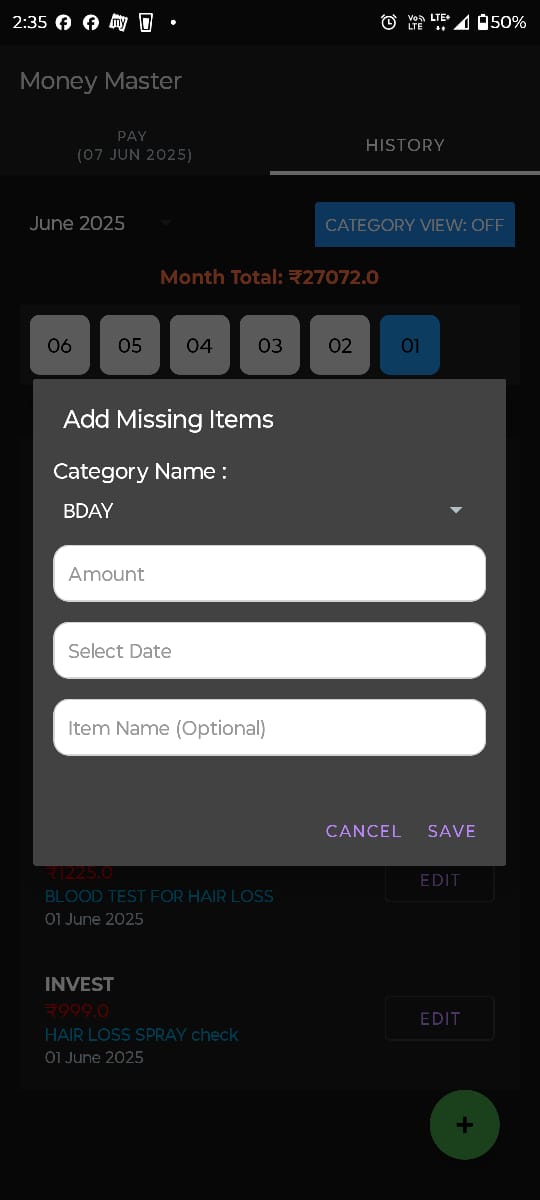 2:35
Vo)) LTE LTE+ 50%
Money Master
PAY
(07 JUN 2025)
HISTORY
June 2025
CATEGORY VIEW: OFF
Month Total: ₹27072.0
06 05 04 03 02 01
Add Missing Items
Category Name :
BDAY
Amount
Select Date
Item Name (Optional)
CANCEL SAVE
₹1225.0
EDIT
BLOOD TEST FOR HAIR LOSS
01 June 2025
INVEST
₹999.0
EDIT
HAIR LOSS SPRAY check
01 June 2025
+